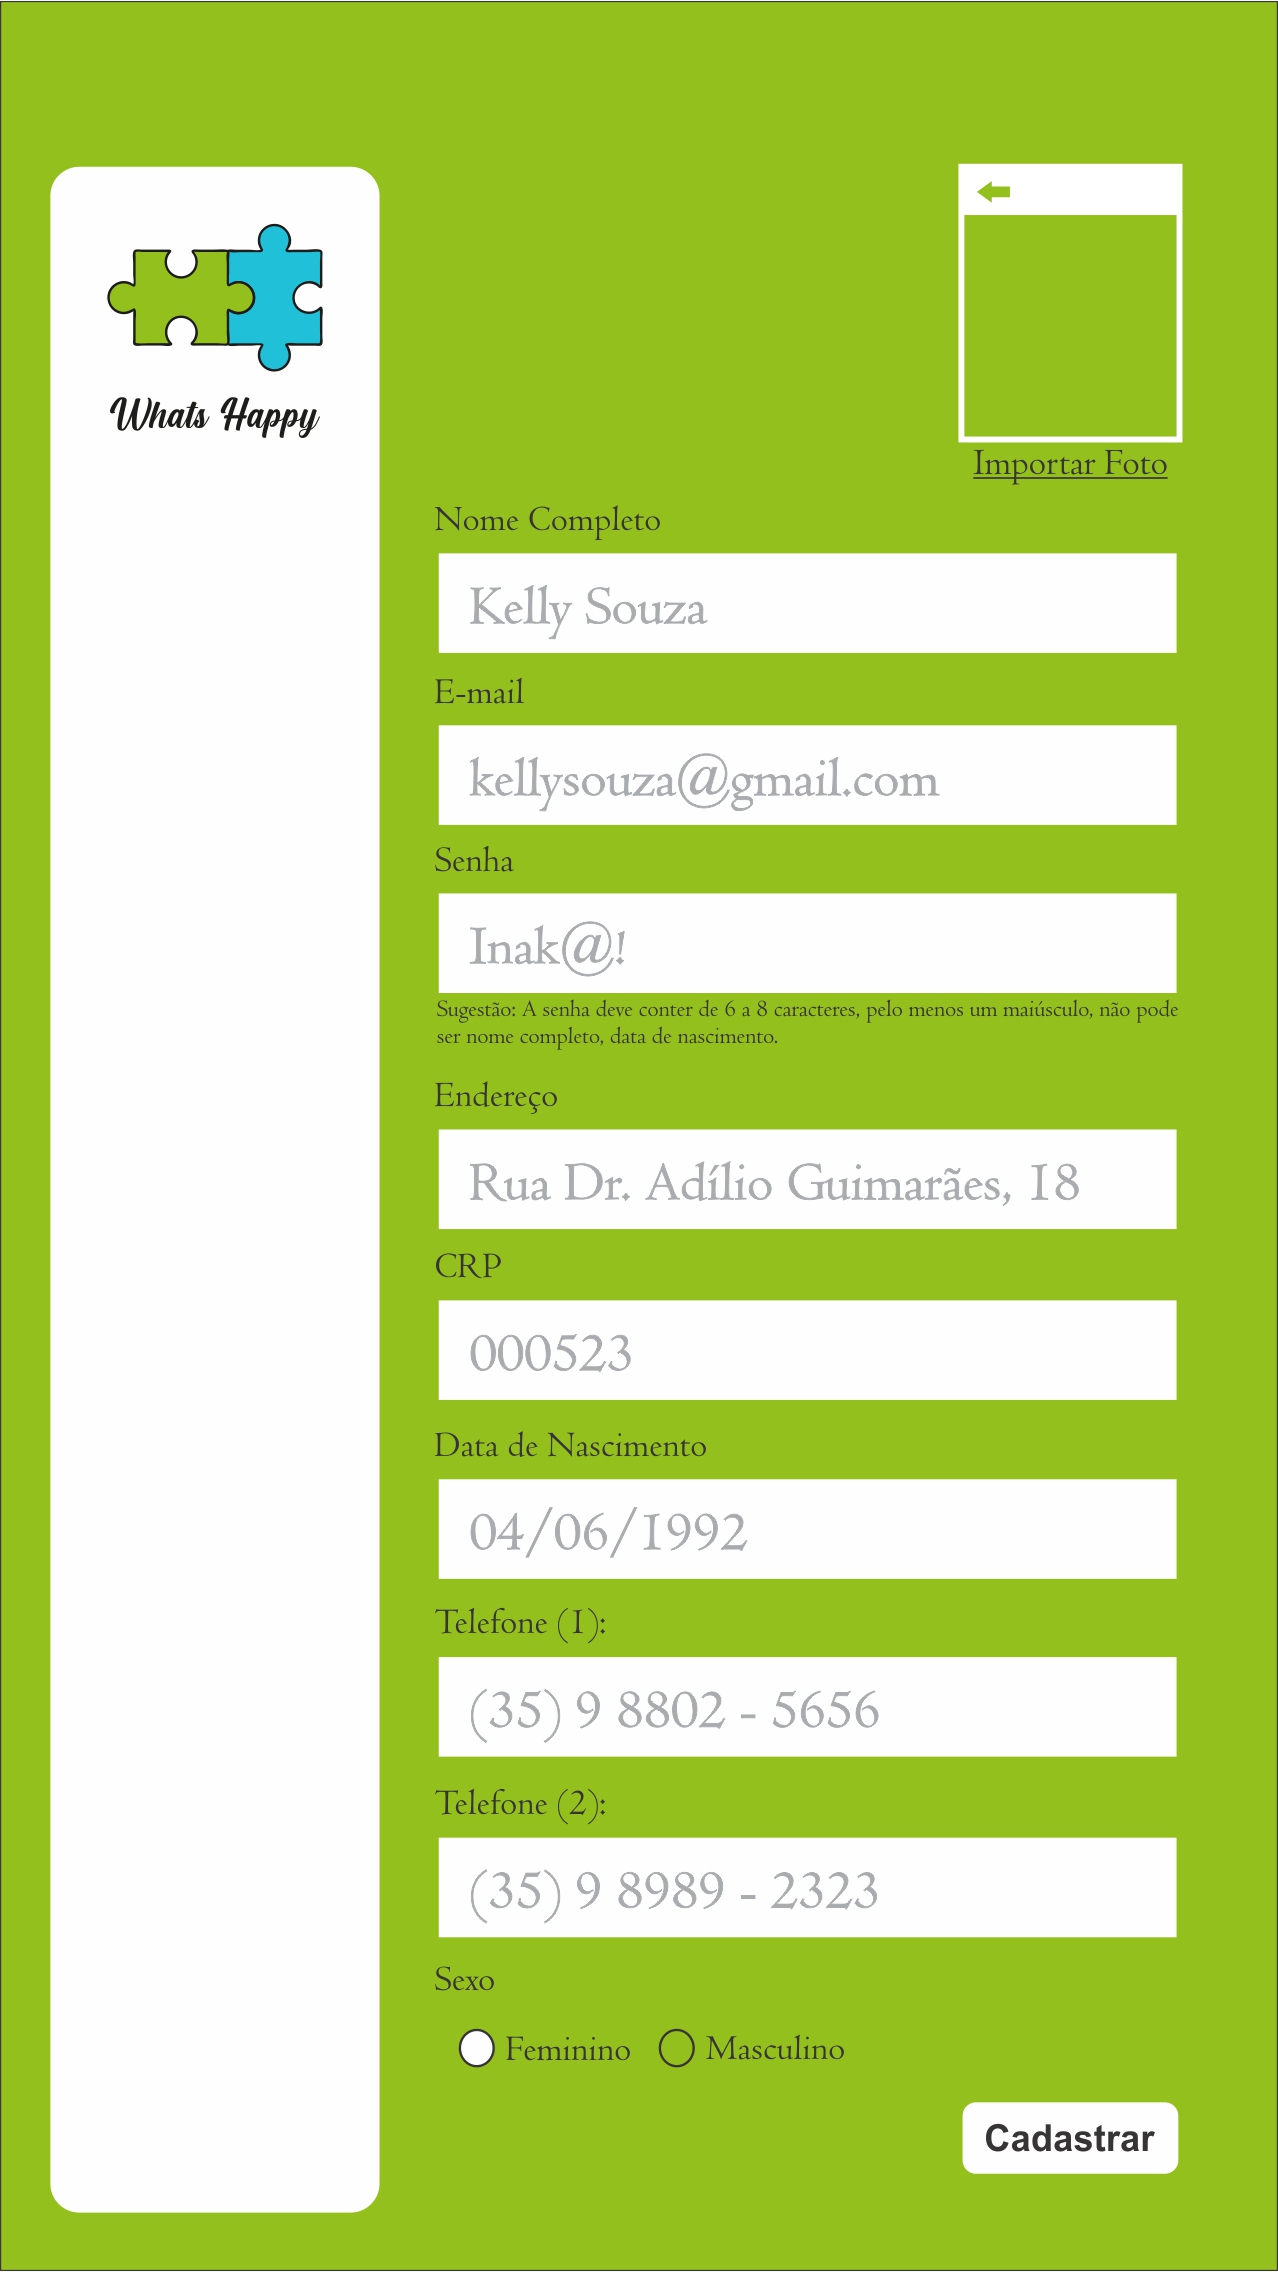 Whats Happy
Importar Foto
Nome Completo
Kelly Souza
E-mail
kellysouza@gmail.com
Senha
Inak@!
Sugestão: A senha deve conter de 6 a 8 caracteres, pelo menos um maiúsculo, não pode
ser nome completo, data de nascimento.
Endereço
Rua Dr. Adílio Guimarães, 18
CRP
000523
Data de Nascimento
04/06/1992
Telefone (1):
(35) 9 8802 - 5656
Telefone (2):
(35) 9 8989 - 2323
Sexo
Feminino Masculino
Cadastrar